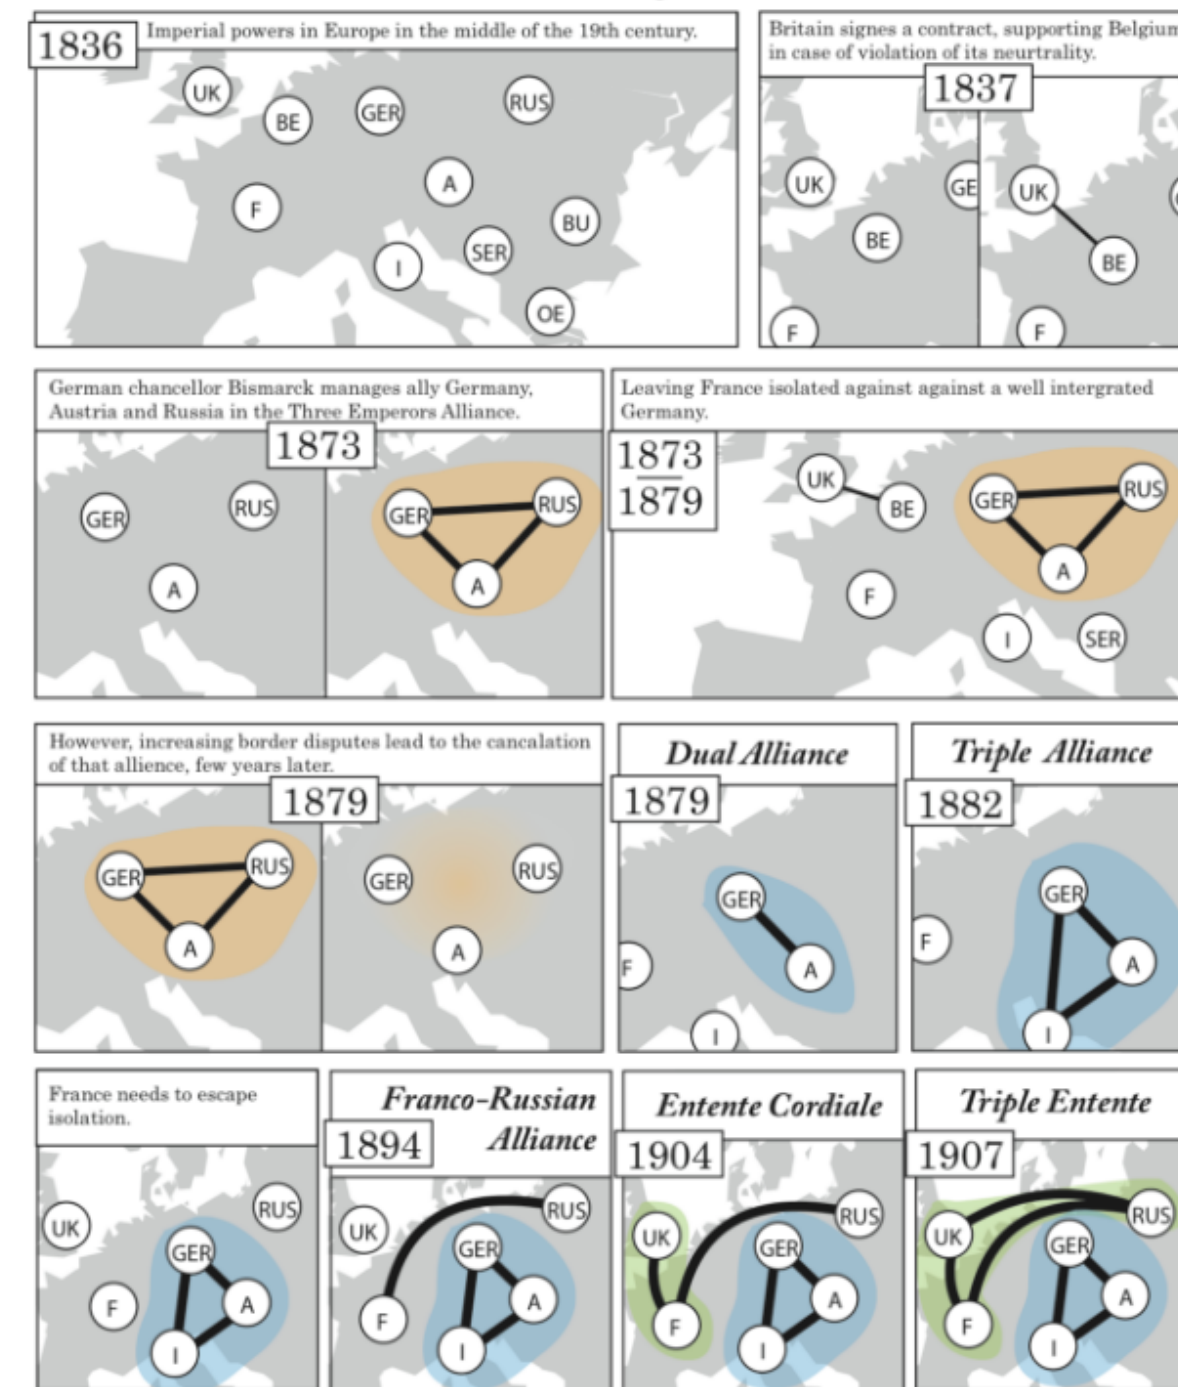 1836
Imperial powers in Europe in the middle of the 19th century.
UK
BE
GER
RUS
A
F
BU
SER
I
OE
Britain signes a contract, supporting Belgium
in case of violation of its neurtrality.
1837
UK
GE
BE
F
UK
BE
F
German chancellor Bismarck manages ally Germany,
Austria and Russia in the Three Emperors Alliance.
1873
GER
RUS
A
GER
RUS
A
Leaving France isolated against against a well intergrated
Germany.
1873
1879
UK
BE
GER
RUS
A
F
I
SER
However, increasing border disputes lead to the cancalation
of that allience, few years later.
1879
GER
RUS
A
GER
RUS
A
Dual Alliance
1879
GER
A
F
I
Triple Alliance
1882
GER
F
A
I
France needs to escape
isolation.
UK
RUS
GER
F
A
I
Franco-Russian
Alliance
1894
UK
RUS
GER
A
F
I
Entente Cordiale
1904
UK
RUS
GER
A
F
I
Triple Entente
1907
UK
RUS
GER
A
F
I